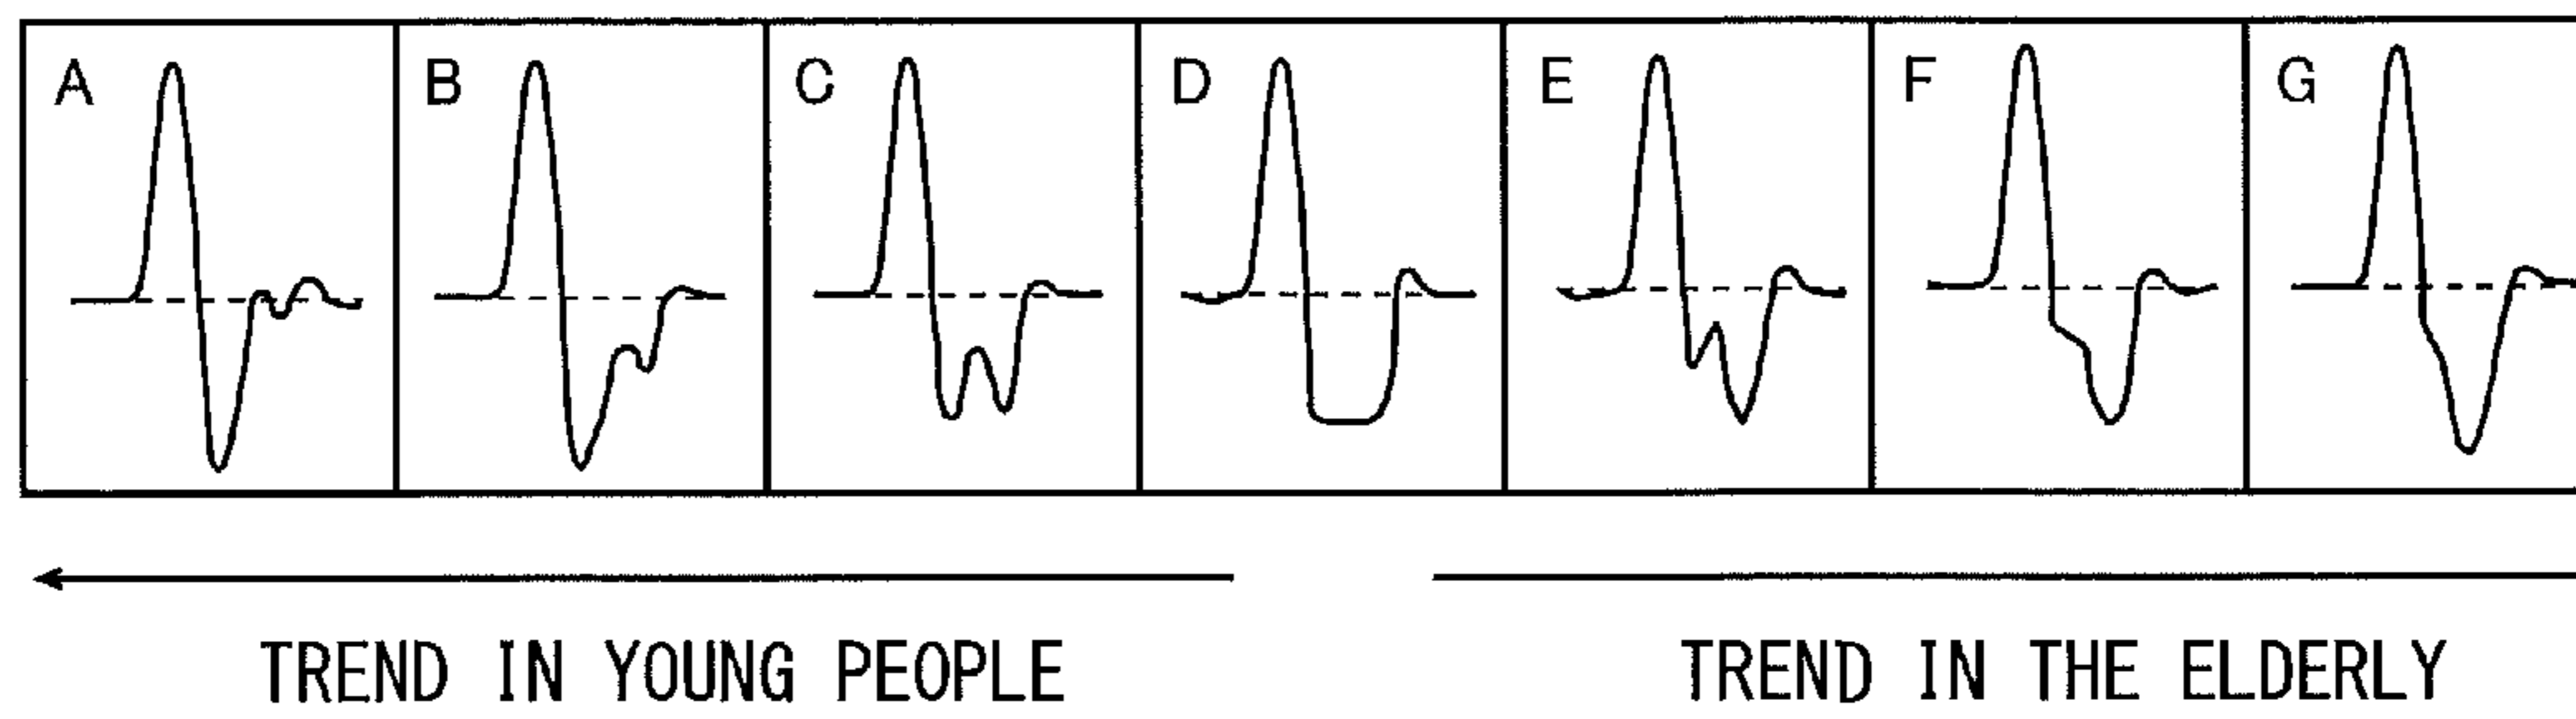 A B C D E F G
TREND IN YOUNG PEOPLE TREND IN THE ELDERLY